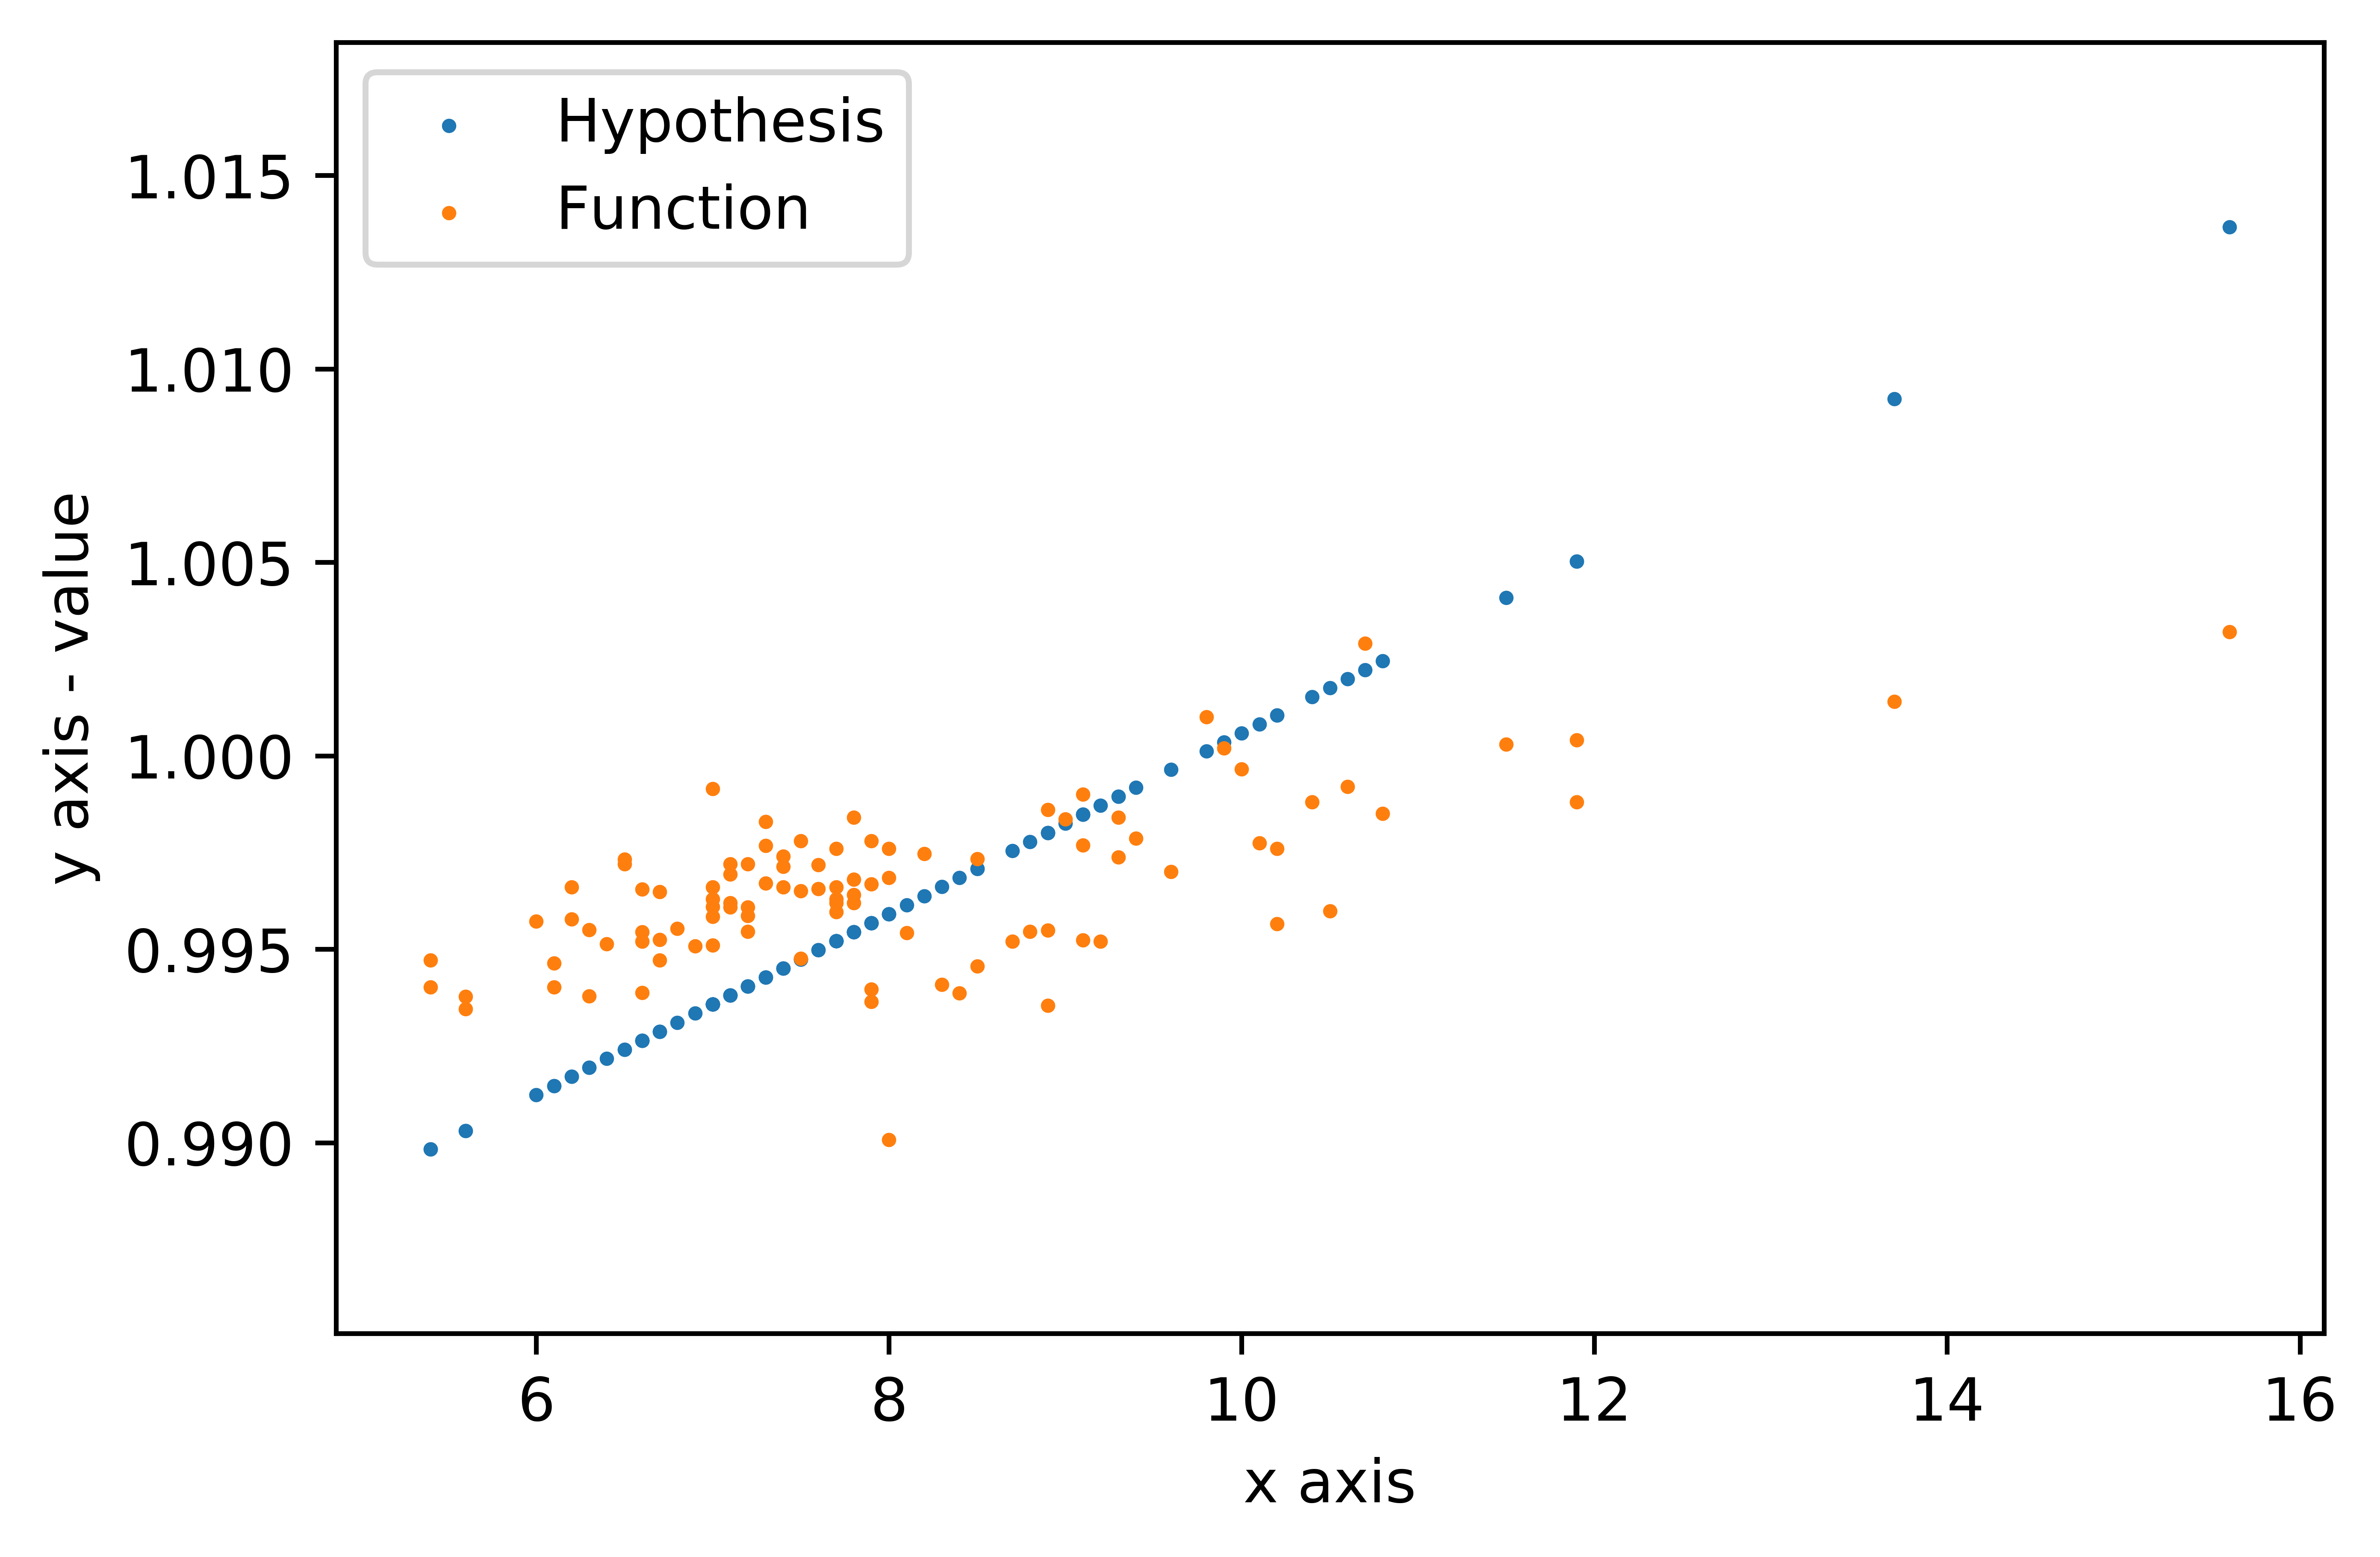 Hypothesis
Function
1.015
1.010
1.005
1.000
0.995
0.990
y axis - value
6 8 10 12 14 16
x axis